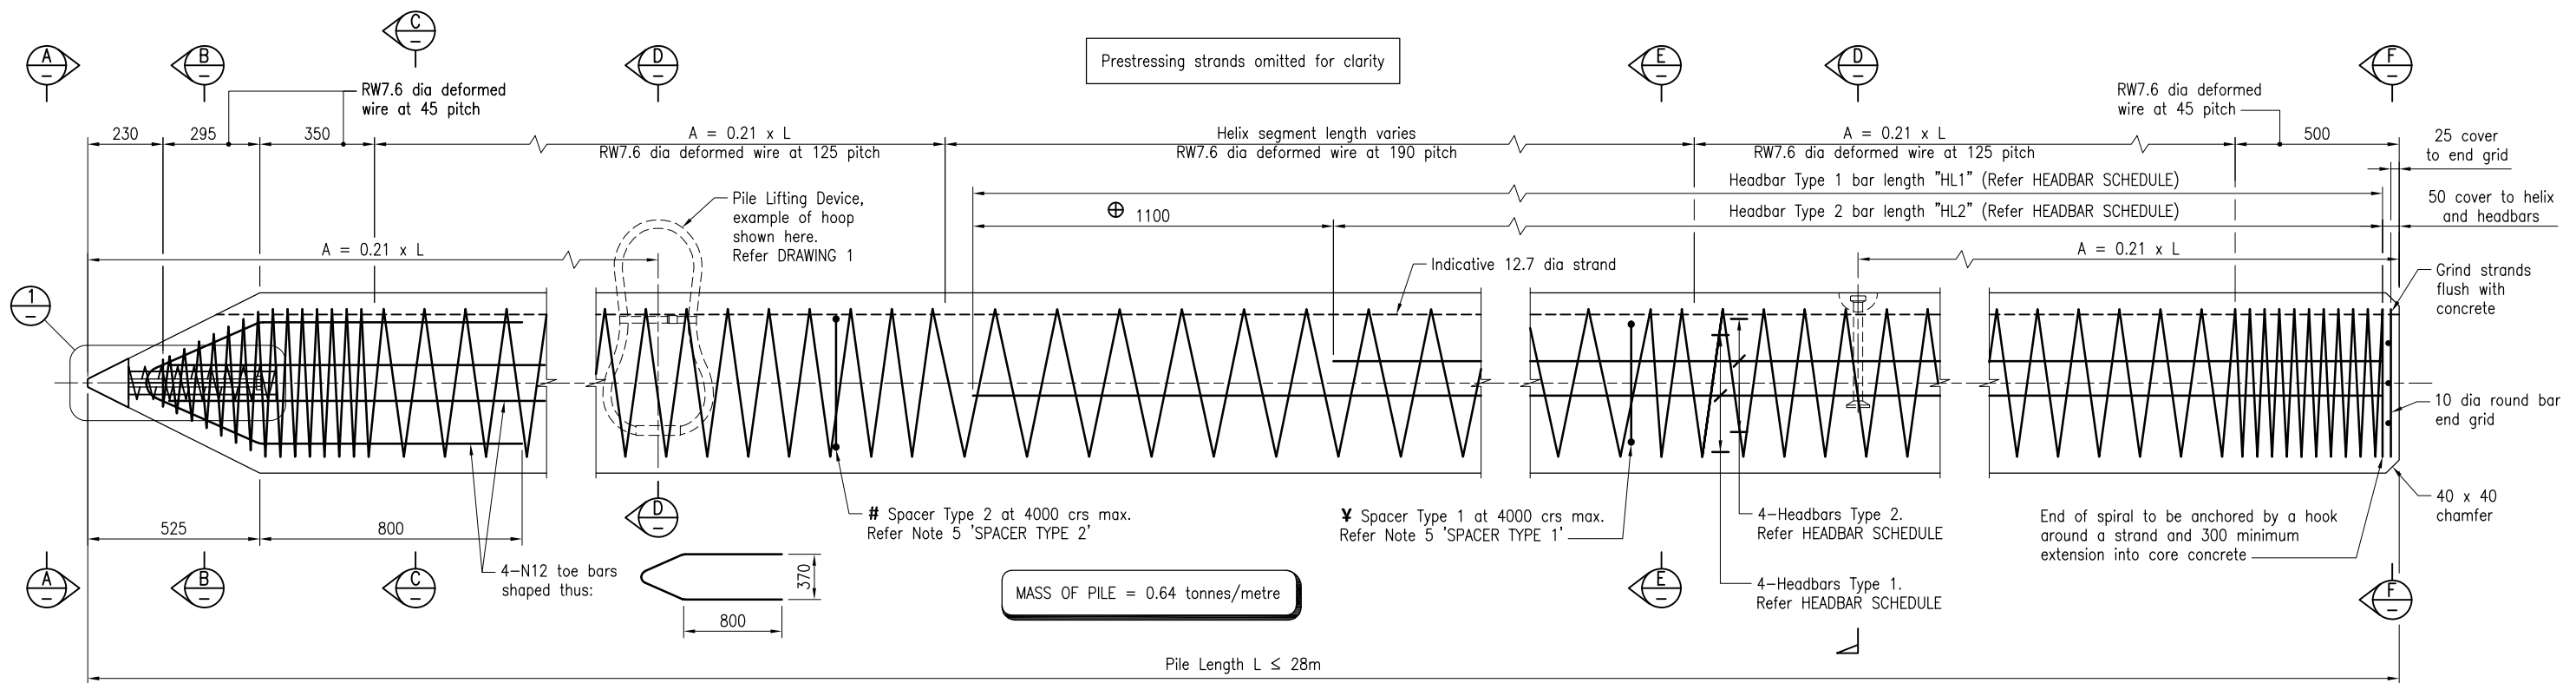 C
–
A
–
B
–
D
–
Prestressing strands omitted for clarity
E
–
D
–
F
–
RW7.6 dia deformed
wire at 45 pitch
RW7.6 dia deformed
wire at 45 pitch
230
295
350
A = 0.21 x L
RW7.6 dia deformed wire at 125 pitch
Helix segment length varies
RW7.6 dia deformed wire at 190 pitch
A = 0.21 x L
RW7.6 dia deformed wire at 125 pitch
500
25 cover
to end grid
Headbar Type 1 bar length "HL1" (Refer HEADBAR SCHEDULE)
1100
Headbar Type 2 bar length "HL2" (Refer HEADBAR SCHEDULE)
50 cover to helix
and headbars
Pile Lifting Device,
example of hoop
shown here.
Refer DRAWING 1
A = 0.21 x L
A = 0.21 x L
Indicative 12.7 dia strand
Grind strands
flush with
concrete
1
–
10 dia round bar
end grid
525
800
D
–
# Spacer Type 2 at 4000 crs max.
Refer Note 5 'SPACER TYPE 2'
¥ Spacer Type 1 at 4000 crs max.
Refer Note 5 'SPACER TYPE 1'
4–Headbars Type 2.
Refer HEADBAR SCHEDULE
End of spiral to be anchored by a hook
around a strand and 300 minimum
extension into core concrete
40 x 40
chamfer
A
–
B
–
C
–
4–N12 toe bars
shaped thus:
370
800
MASS OF PILE = 0.64 tonnes/metre
E
–
4–Headbars Type 1.
Refer HEADBAR SCHEDULE
F
–
Pile Length L ≤ 28m